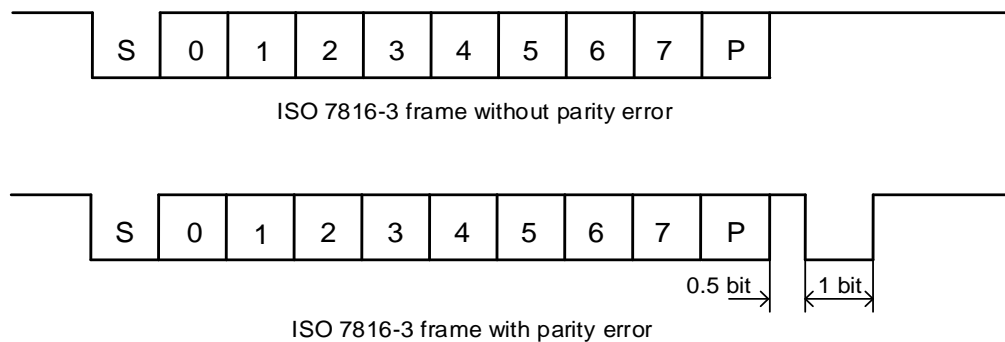 S 0 1 2 3 4 5 6 7 P
ISO 7816-3 frame without parity error
S 0 1 2 3 4 5 6 7 P
0.5 bit 1 bit
ISO 7816-3 frame with parity error